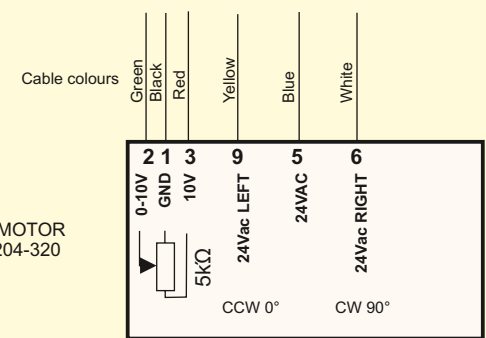 Cable colours
Green
Black
Red
Yellow
Blue
White
2 1 3 9 5 6
0-10V
GND
10V
24Vac LEFT
24VAC
24Vac RIGHT
MOTOR
204-320
5kΩ
CCW 0° CW 90°